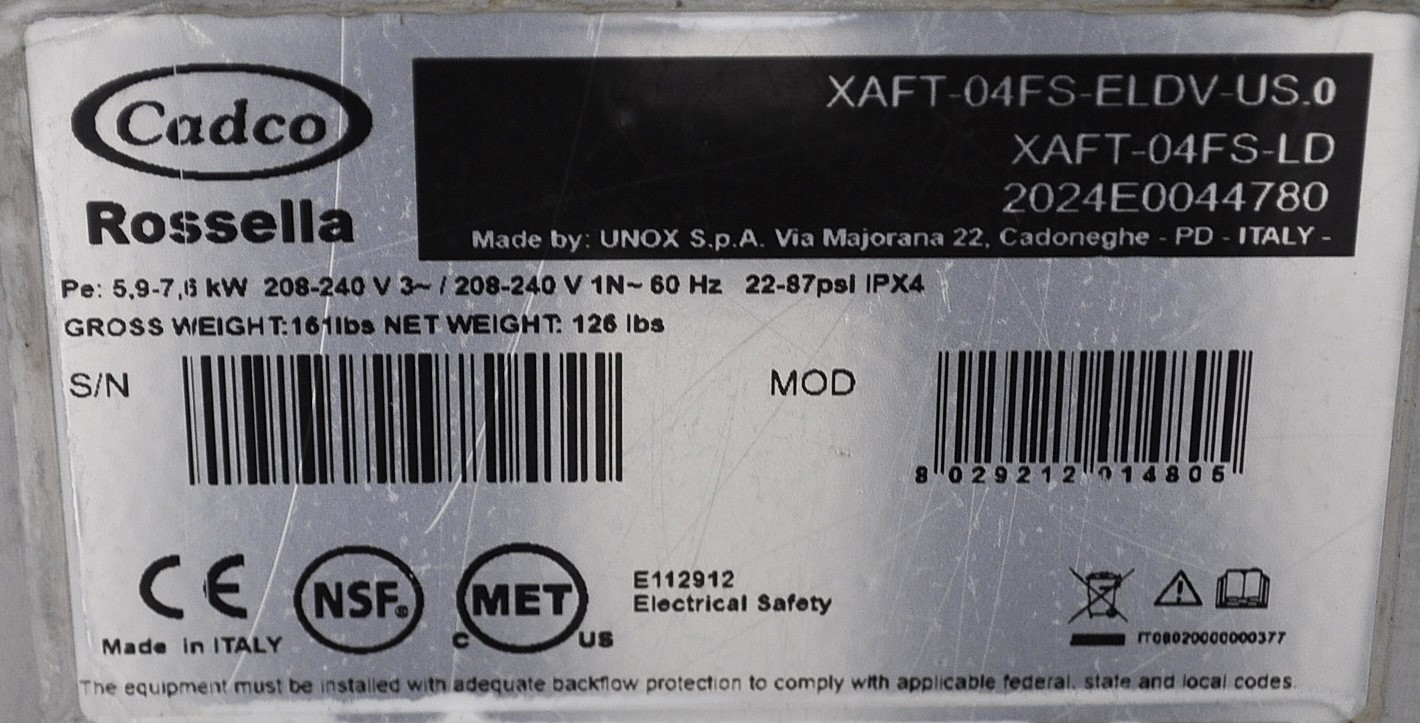 Cadco
Rossella
XAFT-04FS-ELDV-US.0
XAFT-04FS-LD
2024E0044780
Made by: UNOX S.p.A. Via Majorana 22, Cadoneghe - PD - ITALY -
Pe: 5,9-7,6 kW 208-240 V 3~ / 208-240 V 1N~ 60 Hz 22-87psi IPX4
GROSS WEIGHT:161lbs NET WEIGHT: 126 lbs
S/N
MOD
8 029212 014805
CE
Made in ITALY
NSF®
C MET US
E112912
Electrical Safety
IT08020000000377
The equipment must be installed with adequate backflow protection to comply with applicable federal, state and local codes.